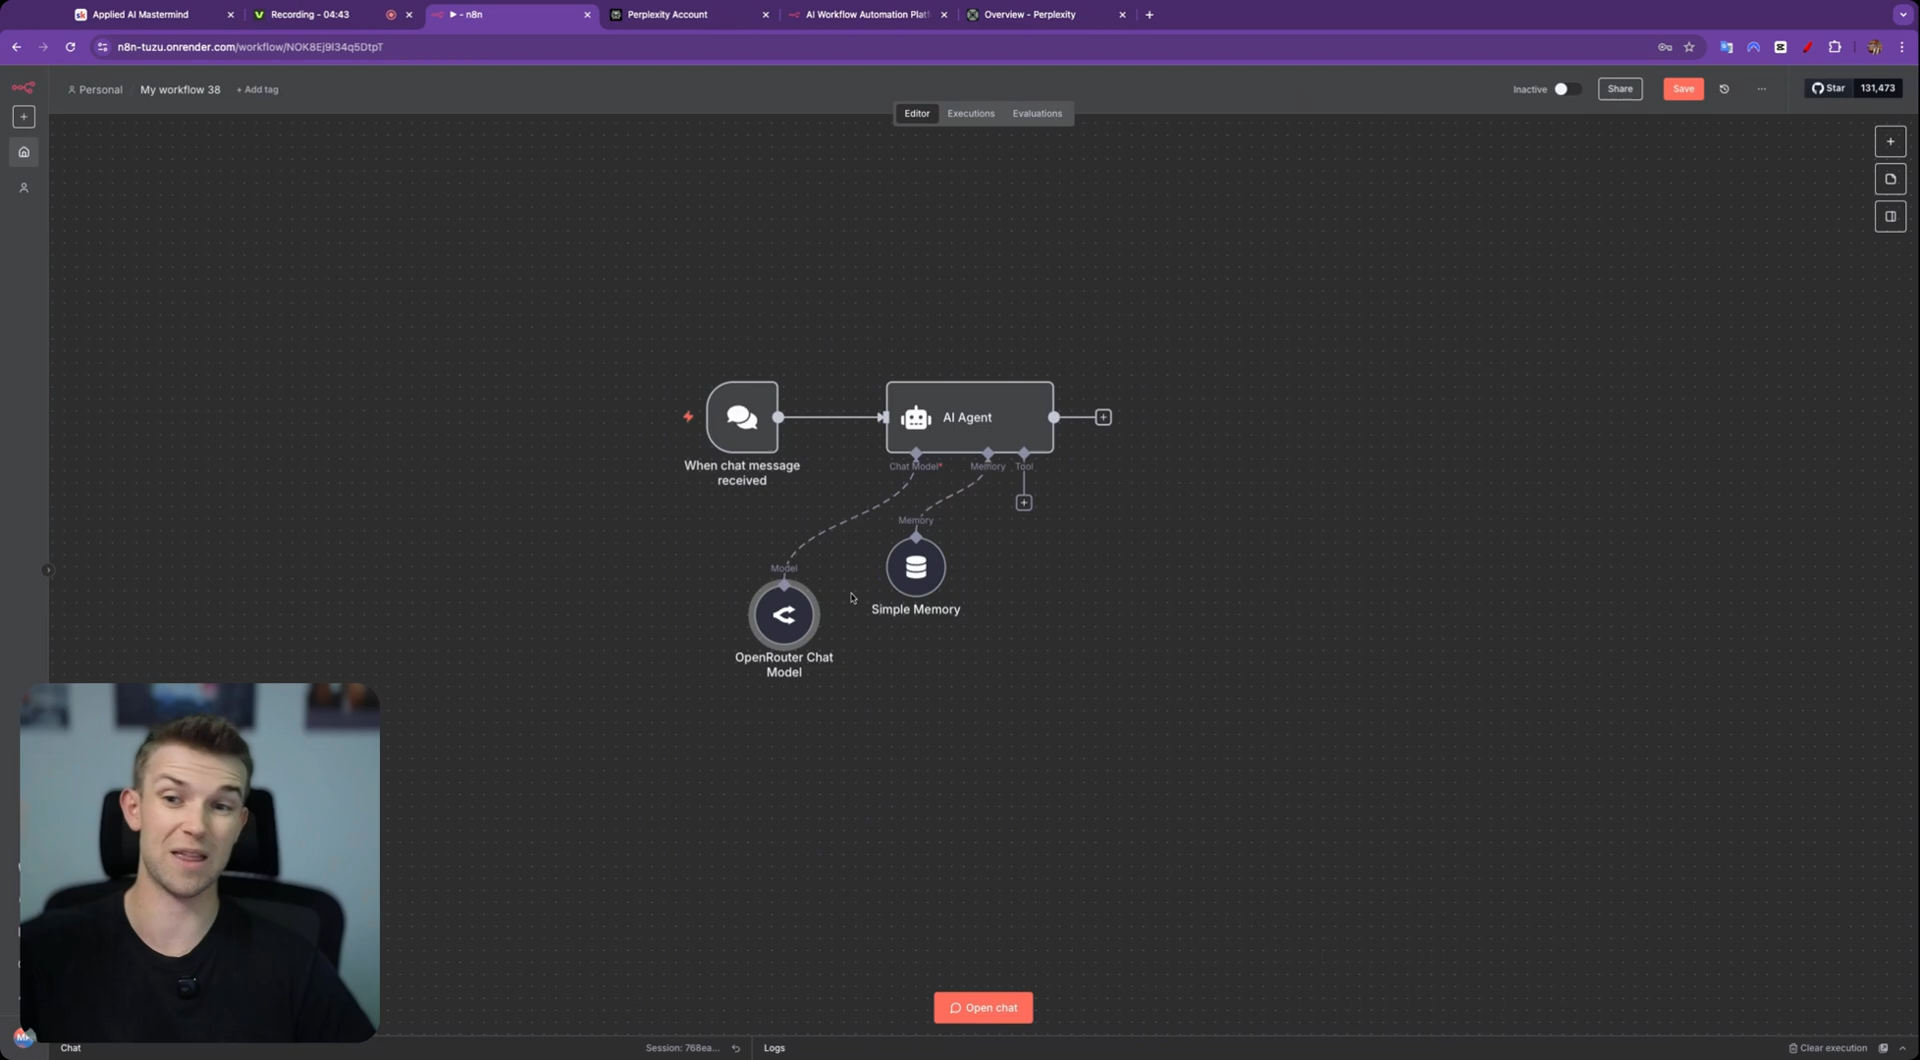 Applied AI Mastermind
Recording - 04:43
- n8n
Perplexity Account
AI Workflow Automation Platf
Overview - Perplexity
n8n-tuzu.onrender.com/workflow/NOK8Ej9I34q5DtpT
Personal
My workflow 38
+ Add tag
Inactive
Share
Save
Star
131,473
Editor
Executions
Evaluations
AI Agent
When chat message
received
Chat Model*
Memory
Tool
Memory
Simple Memory
Model
OpenRouter Chat
Model
Open chat
Chat
Session: 768ea...
Logs
Clear execution